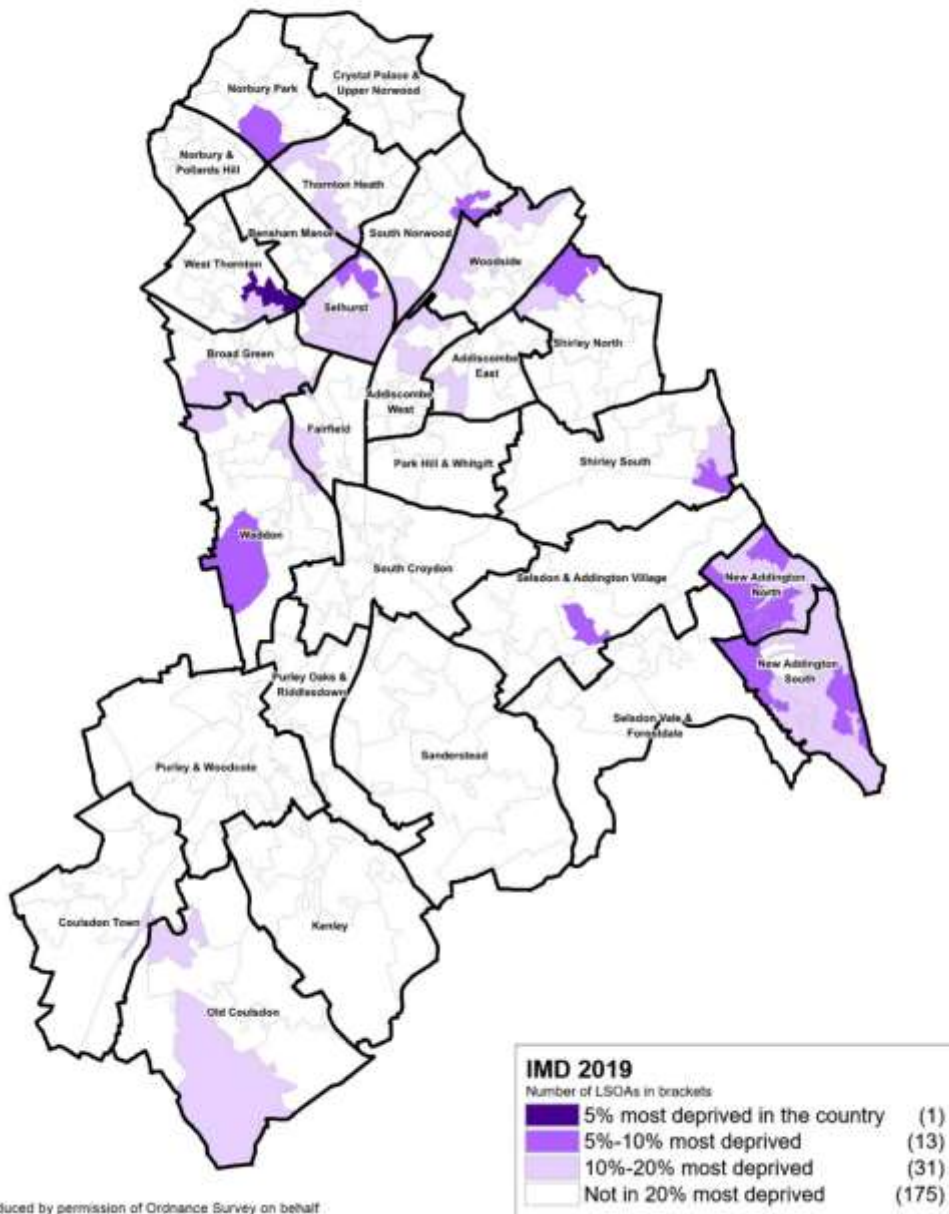 Norbury Park
Crystal Palace &
Upper Norwood
Norbury &
Pollards Hill
Thornton Heath
Bensham Manor
South Norwood
West Thornton
Woodside
Selhurst
Broad Green
Shirley North
Addiscombe
East
Addiscombe
West
Fairfield
Park Hill & Whitgift
Shirley South
Waddon
South Croydon
Selsdon & Addington Village
New Addington
North
New Addington
South
Purley Oaks &
Riddlesdown
Selsdon Vale &
Forestdale
Sanderstead
Purley & Woodcote
Coulsdon Town
Kenley
Old Coulsdon
IMD 2019
Number of LSOAs in brackets
5% most deprived in the country (1)
5%-10% most deprived (13)
10%-20% most deprived (31)
Not in 20% most deprived (175)
duced by permission of Ordnance Survey on behalf